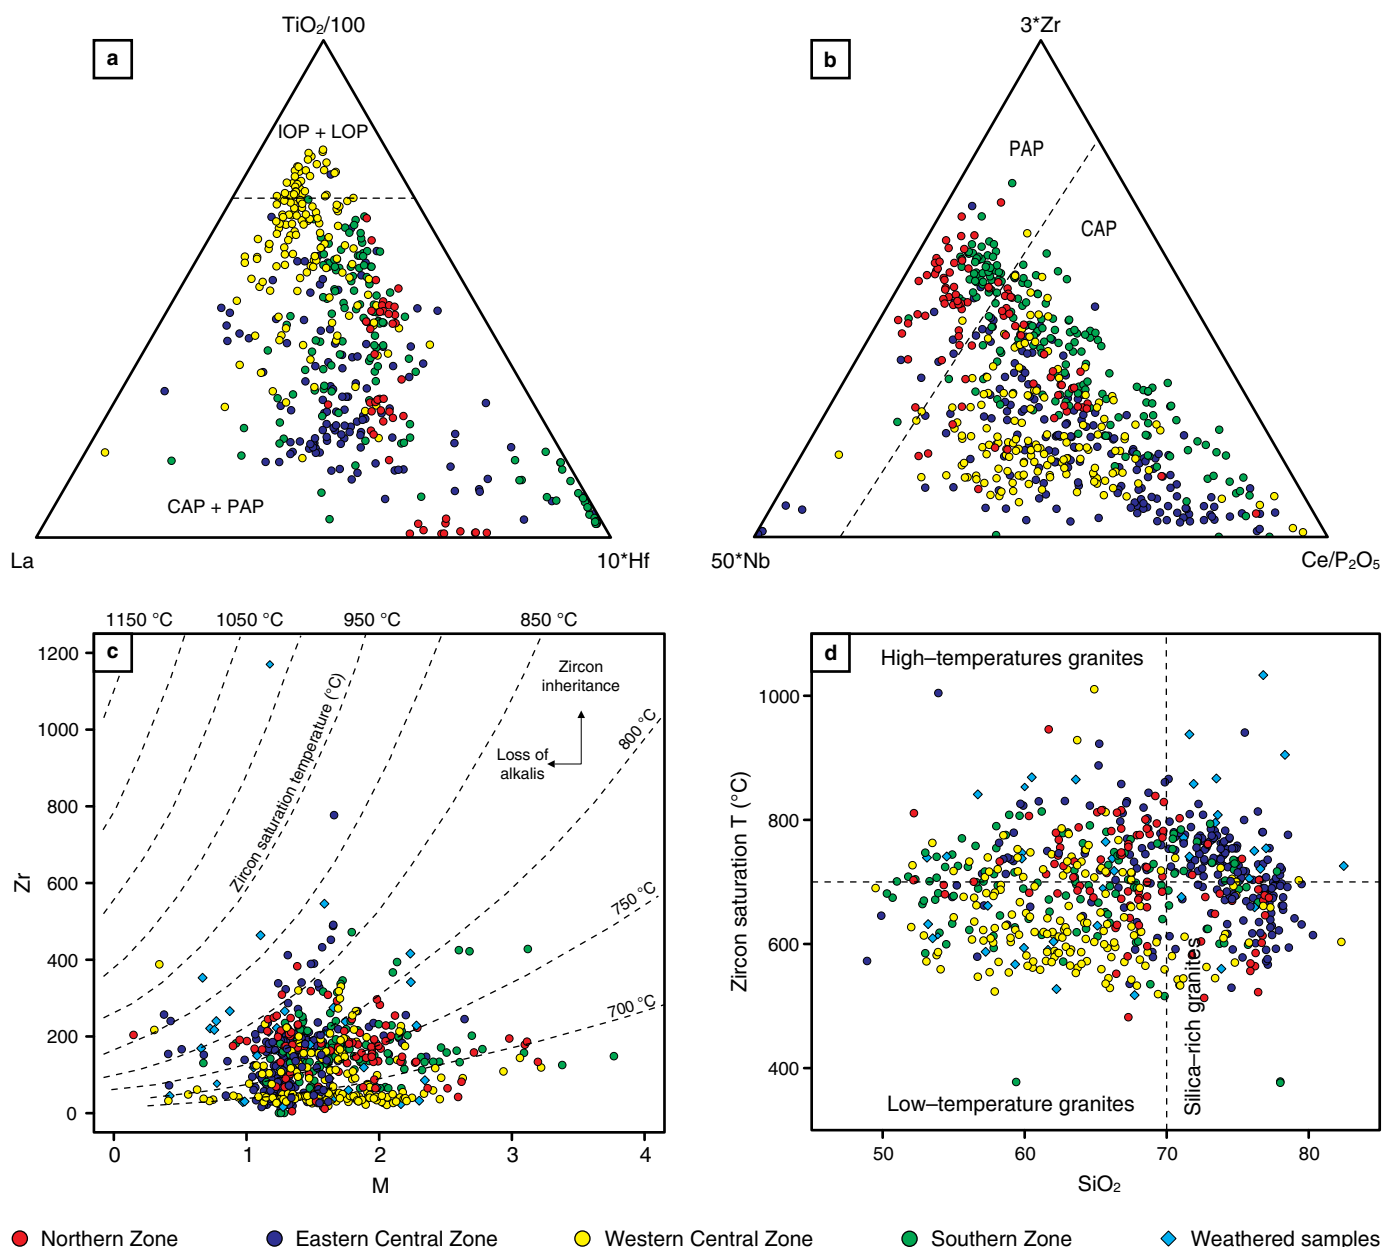 TiO₂/100
a
IOP + LOP
CAP + PAP
La
10*Hf
3*Zr
b
PAP
CAP
50*Nb
Ce/P₂O₅
1150 °C
1050 °C
950 °C
850 °C
c
Zircon
inheritance
Loss of
alkalis
Zircon saturation temperature (°C)
800 °C
750 °C
700 °C
Zr
1200
1000
800
600
400
200
0
0
1
2
3
4
M
d
High–temperatures granites
Low–temperature granites
Silica–rich granites
Zircon saturation T (°C)
1000
800
600
400
50
60
70
80
SiO₂
Northern Zone
Eastern Central Zone
Western Central Zone
Southern Zone
Weathered samples